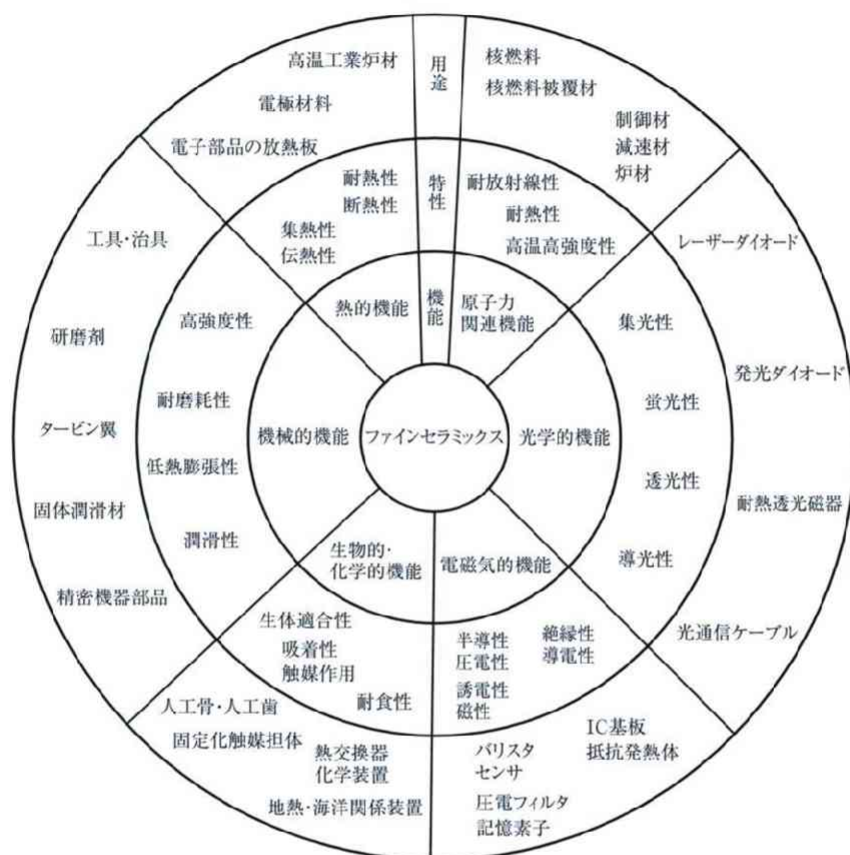 高温工業炉材
電極材料
電子部品の放熱板
用途
核燃料
核燃料被覆材
制御材
減速材
炉材
耐熱性
断熱性
集熱性
伝熱性
特性
耐放射線性
耐熱性
高温高強度性
熱的機能
機能
原子力
関連機能
工具・治具
研磨剤
タービン翼
固体潤滑材
精密機器部品
高強度性
耐磨耗性
低熱膨張性
潤滑性
機械的機能
ファインセラミックス
光学的機能
集光性
蛍光性
透光性
導光性
レーザーダイオード
発光ダイオード
耐熱透光磁器
光通信ケーブル
生物的・
化学的機能
電磁気的機能
生体適合性
吸着性
触媒作用
耐食性
半導性
圧電性
誘電性
磁性
絶縁性
導電性
人工骨・人工歯
固定化触媒担体
熱交換器
化学装置
地熱・海洋関係装置
バリスタ
センサ
圧電フィルタ
記憶素子
IC基板
抵抗発熱体